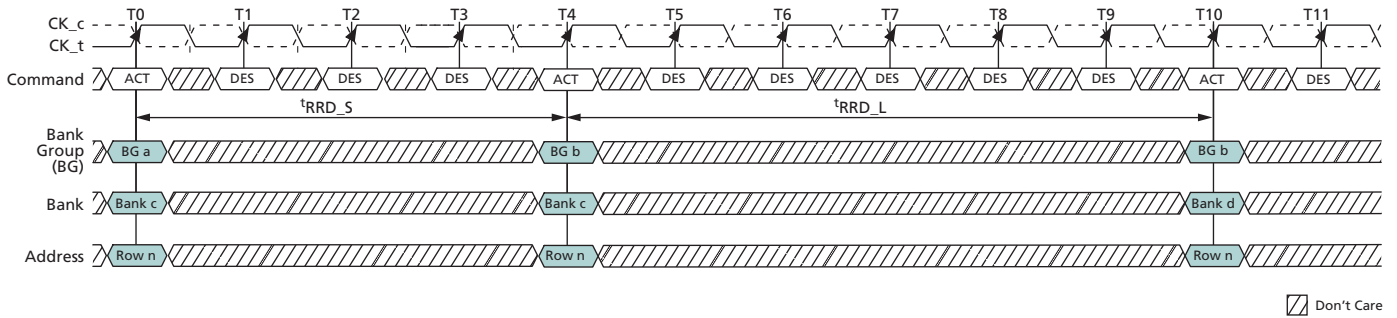 T0 T1 T2 T3 T4 T5 T6 T7 T8 T9 T10 T11
CK_c
CK_t
Command ACT DES DES DES ACT DES DES DES DES DES ACT DES
tRRD_S tRRD_L
Bank
Group
(BG)
BG a BG b BG b
Bank Bank c Bank c Bank d
Address Row n Row n Row n
Don't Care